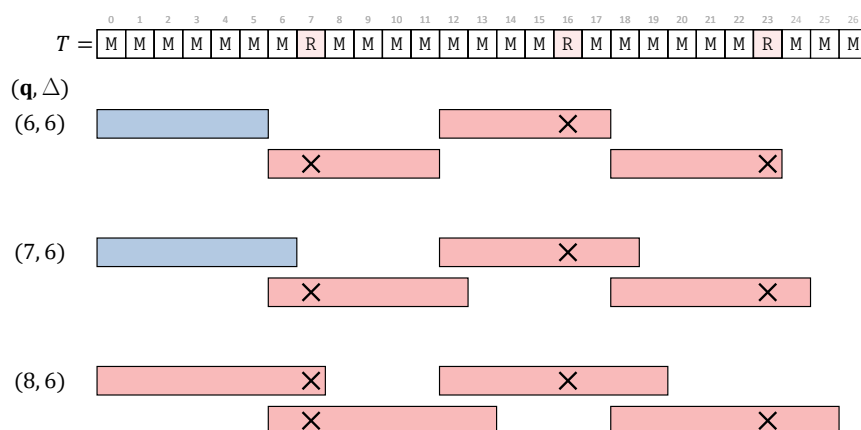 0 1 2 3 4 5 6 7 8 9 10 11 12 13 14 15 16 17 18 19 20 21 22 23 24 25 26
T = M M M M M M M R M M M M M M M M R M M M M M M R M M M
(q, Δ)
(6, 6)
(7, 6)
(8, 6)